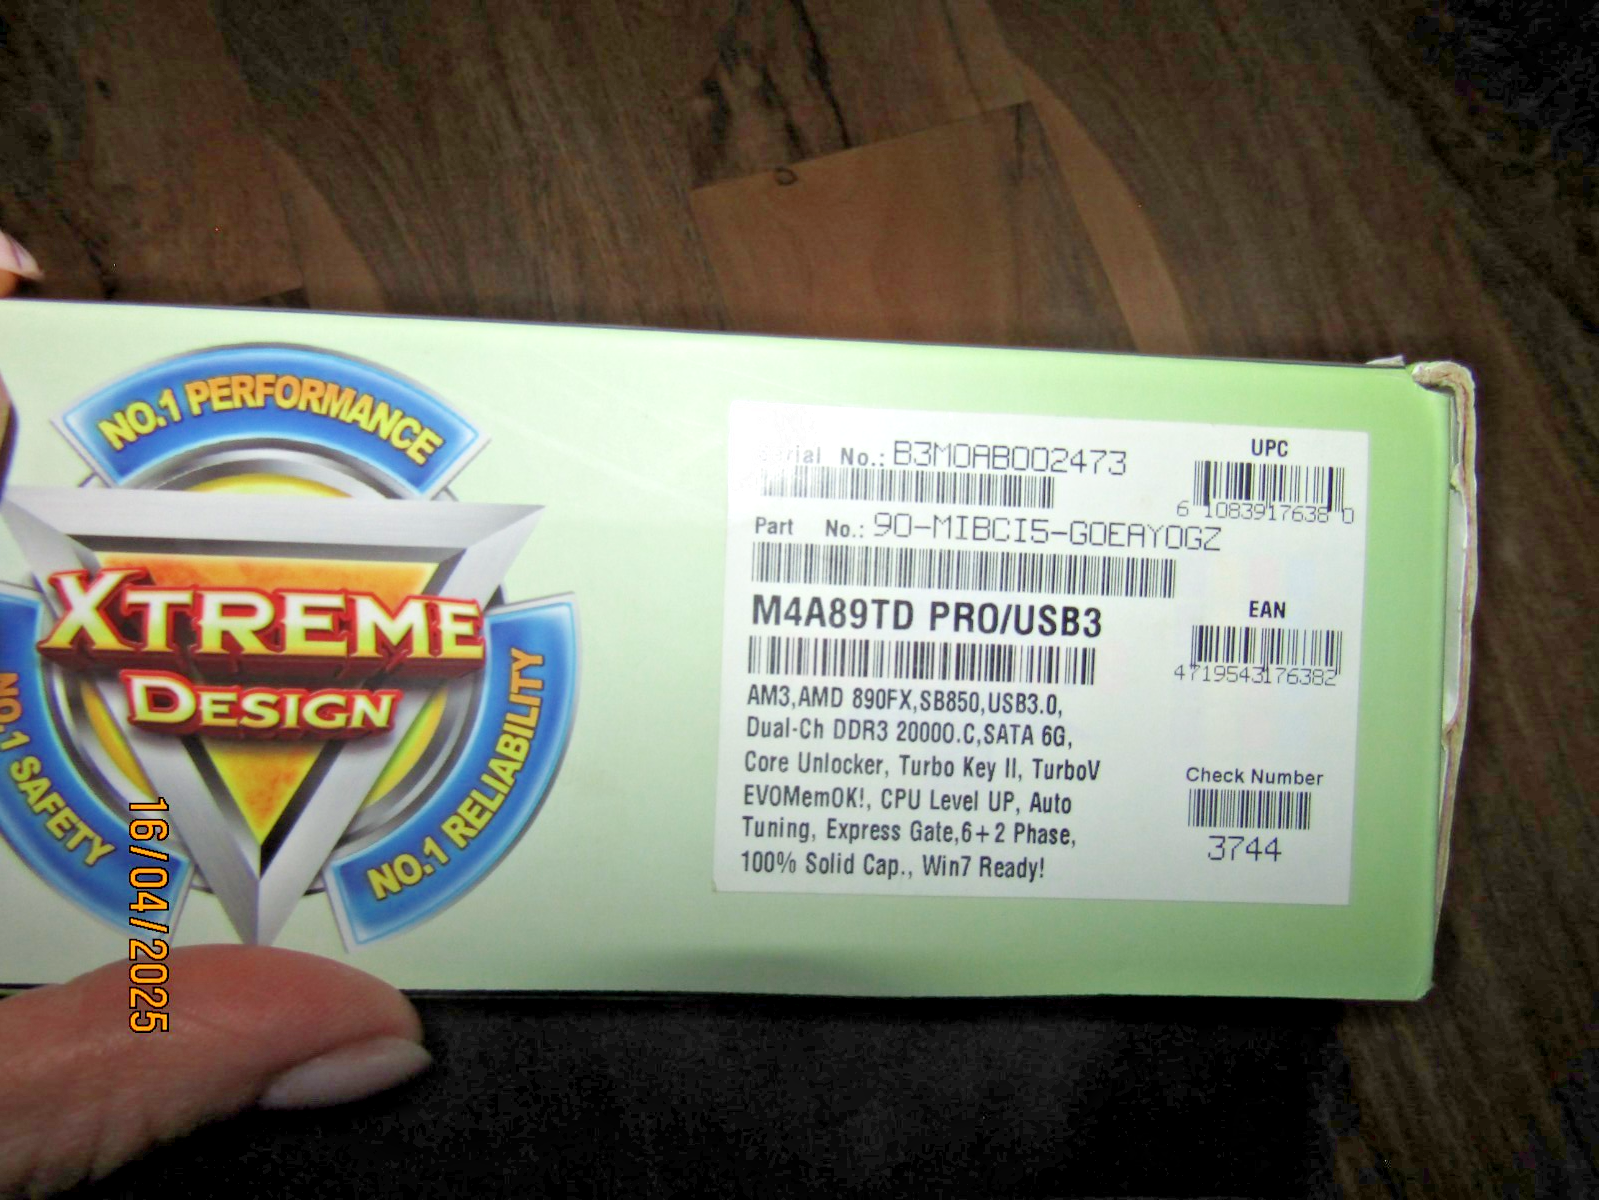 NO.1 PERFORMANCE
XTREME
DESIGN
NO.1 SAFETY
NO.1 RELIABILITY
16/04/2025
No.: B3M0AB002473
Part No.: 90-MIBCI5-G0EAY0GZ
M4A89TD PRO/USB3
AM3,AMD 890FX,SB850,USB3.0,
Dual-Ch DDR3 2000O.C,SATA 6G,
Core Unlocker, Turbo Key II, TurboV
EVOMemOK!, CPU Level UP, Auto
Tuning, Express Gate,6+2 Phase,
100% Solid Cap., Win7 Ready!
UPC
6 10839 17638 0
EAN
4719543176382
Check Number
3744